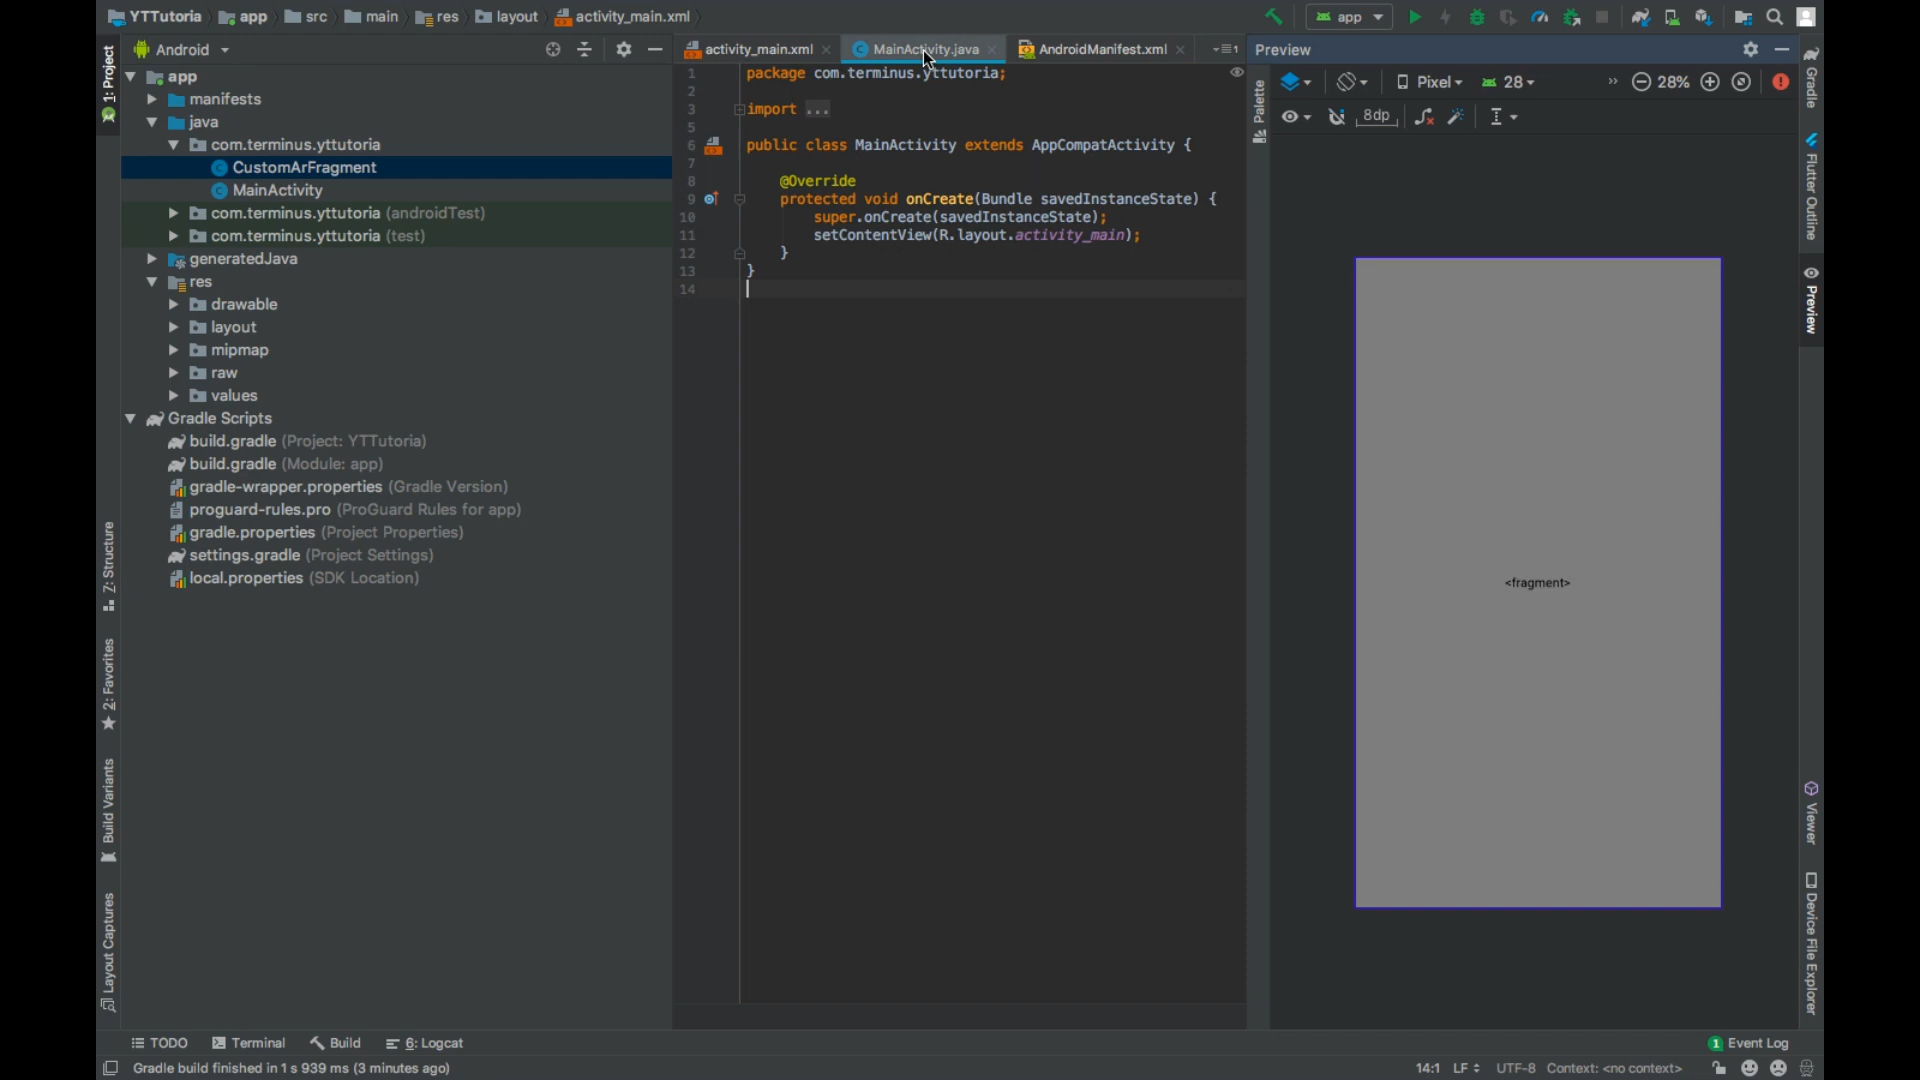 YTTutoria app src main res layout activity_main.xml
app
1: Project
Android
app
manifests
java
com.terminus.yttutoria
CustomArFragment
MainActivity
com.terminus.yttutoria (androidTest)
com.terminus.yttutoria (test)
generatedJava
res
drawable
layout
mipmap
raw
values
Gradle Scripts
build.gradle (Project: YTTutoria)
build.gradle (Module: app)
gradle-wrapper.properties (Gradle Version)
proguard-rules.pro (ProGuard Rules for app)
gradle.properties (Project Properties)
settings.gradle (Project Settings)
local.properties (SDK Location)
Z: Structure
2: Favorites
Build Variants
Layout Captures
activity_main.xml MainActivity.java AndroidManifest.xml 1
1 package com.terminus.yttutoria;
2
3 import ...
5
6 public class MainActivity extends AppCompatActivity {
7
8 @Override
9 protected void onCreate(Bundle savedInstanceState) {
10 super.onCreate(savedInstanceState);
11 setContentView(R.layout.activity_main);
12 }
13 }
14
Preview
Palette
Pixel 28 » 28%
8dp
<fragment>
Gradle
Flutter Outline
Preview
Viewer
Device File Explorer
TODO Terminal Build 6: Logcat 1 Event Log
Gradle build finished in 1 s 939 ms (3 minutes ago) 14:1 LF UTF-8 Context: <no context>